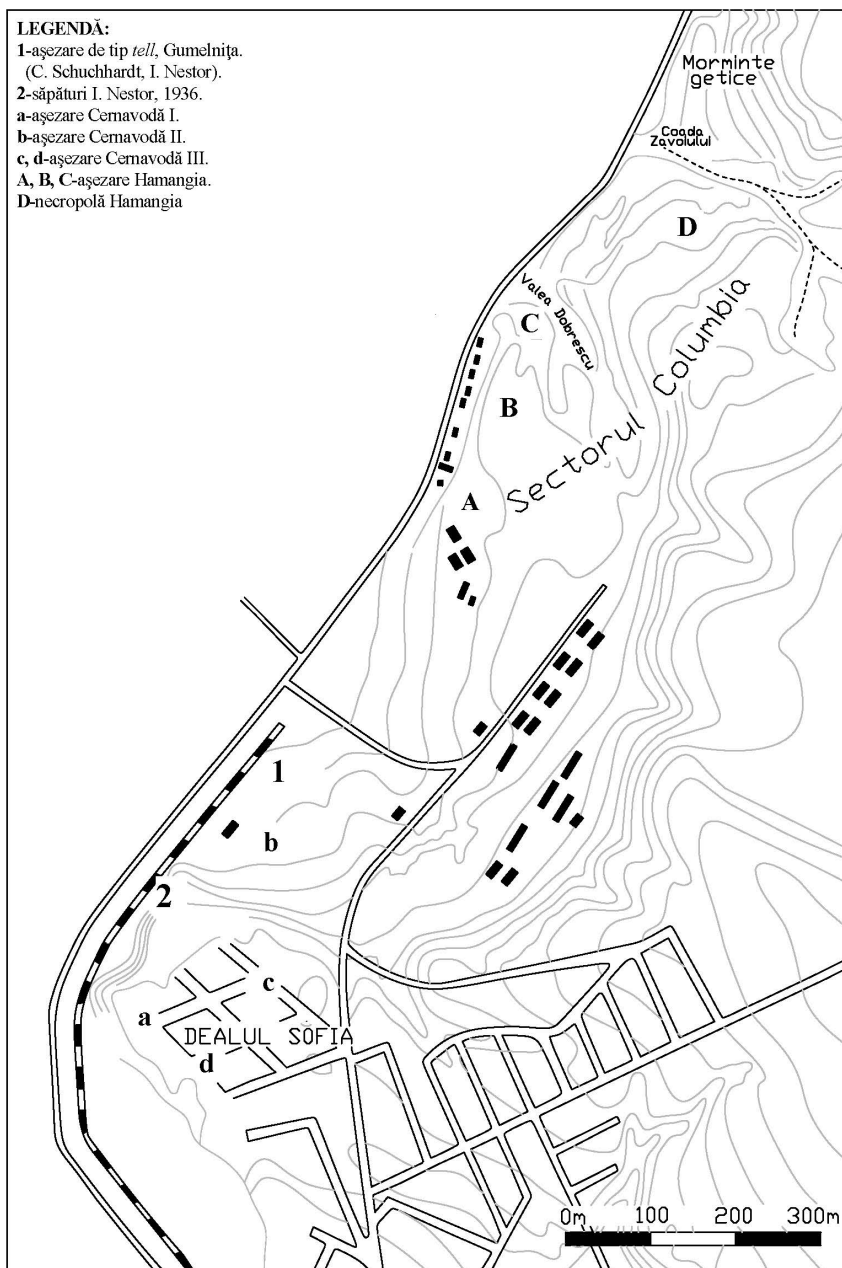 LEGENDĂ:
1-aşezare de tip tell, Gumelniţa.
(C. Schuchhardt, I. Nestor).
2-săpături I. Nestor, 1936.
a-aşezare Cernavodă I.
b-aşezare Cernavodă II.
c, d-aşezare Cernavodă III.
A, B, C-aşezare Hamangia.
D-necropolă Hamangia
Morminte
getice
Coada
Zavoiului
D
Valea Dobrescu
C
B
Sectorul Columbia
A
1
b
2
c
a
DEALUL SOFIA
d
0m 100 200 300m